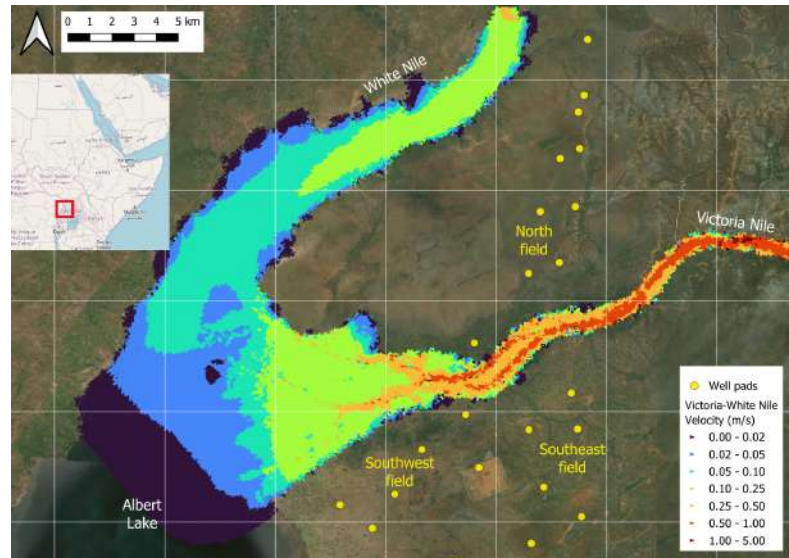 0 1 2 3 4 5 km
White Nile
Victoria Nile
North
field
Southwest
field
Southeast
field
Albert
Lake
Well pads
Victoria-White Nile
Velocity (m/s)
0.00 - 0.02
0.02 - 0.05
0.05 - 0.10
0.10 - 0.25
0.25 - 0.50
0.50 - 1.00
1.00 - 5.00